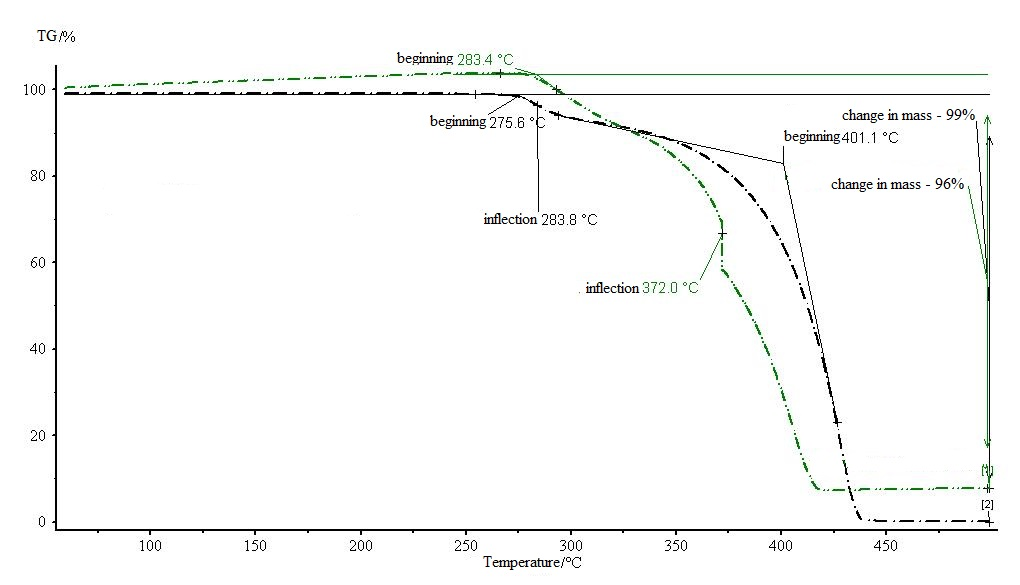 TG/%
beginning 283.4 °C
100
change in mass - 99%
beginning 275.6 °C
beginning 401.1 °C
80
change in mass - 96%
inflection 283.8 °C
60
inflection 372.0 °C
40
20
[1]
[2]
0
100 150 200 250 300 350 400 450
Temperature/°C